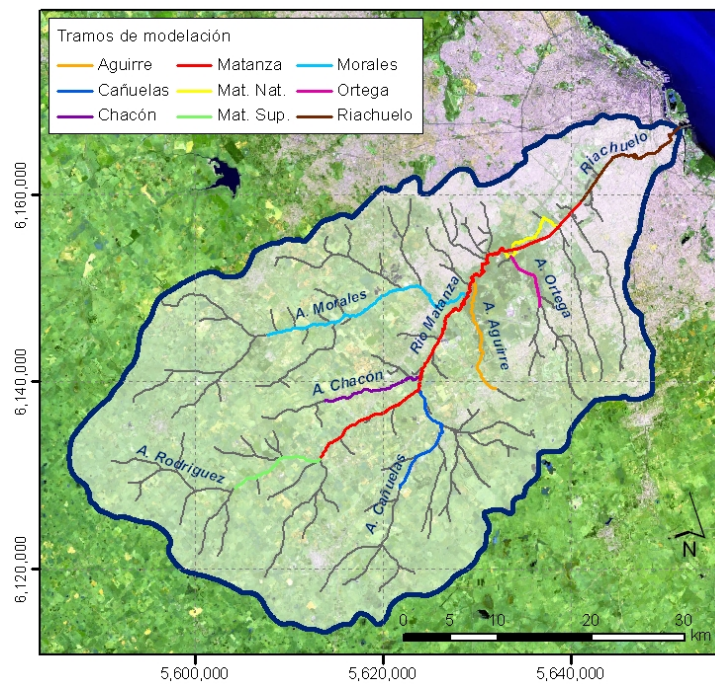 Tramos de modelación
Aguirre Matanza Morales
Cañuelas Mat. Nat. Ortega
Chacón Mat. Sup. Riachuelo
Riachuelo
6,160,000
A. Ortega
A. Morales
Río Matanza
A. Aguirre
6,140,000
A. Chacón
A. Rodríguez
A. Cañuelas
N
6,120,000
0 5 10 20 30
km
5,600,000 5,620,000 5,640,000